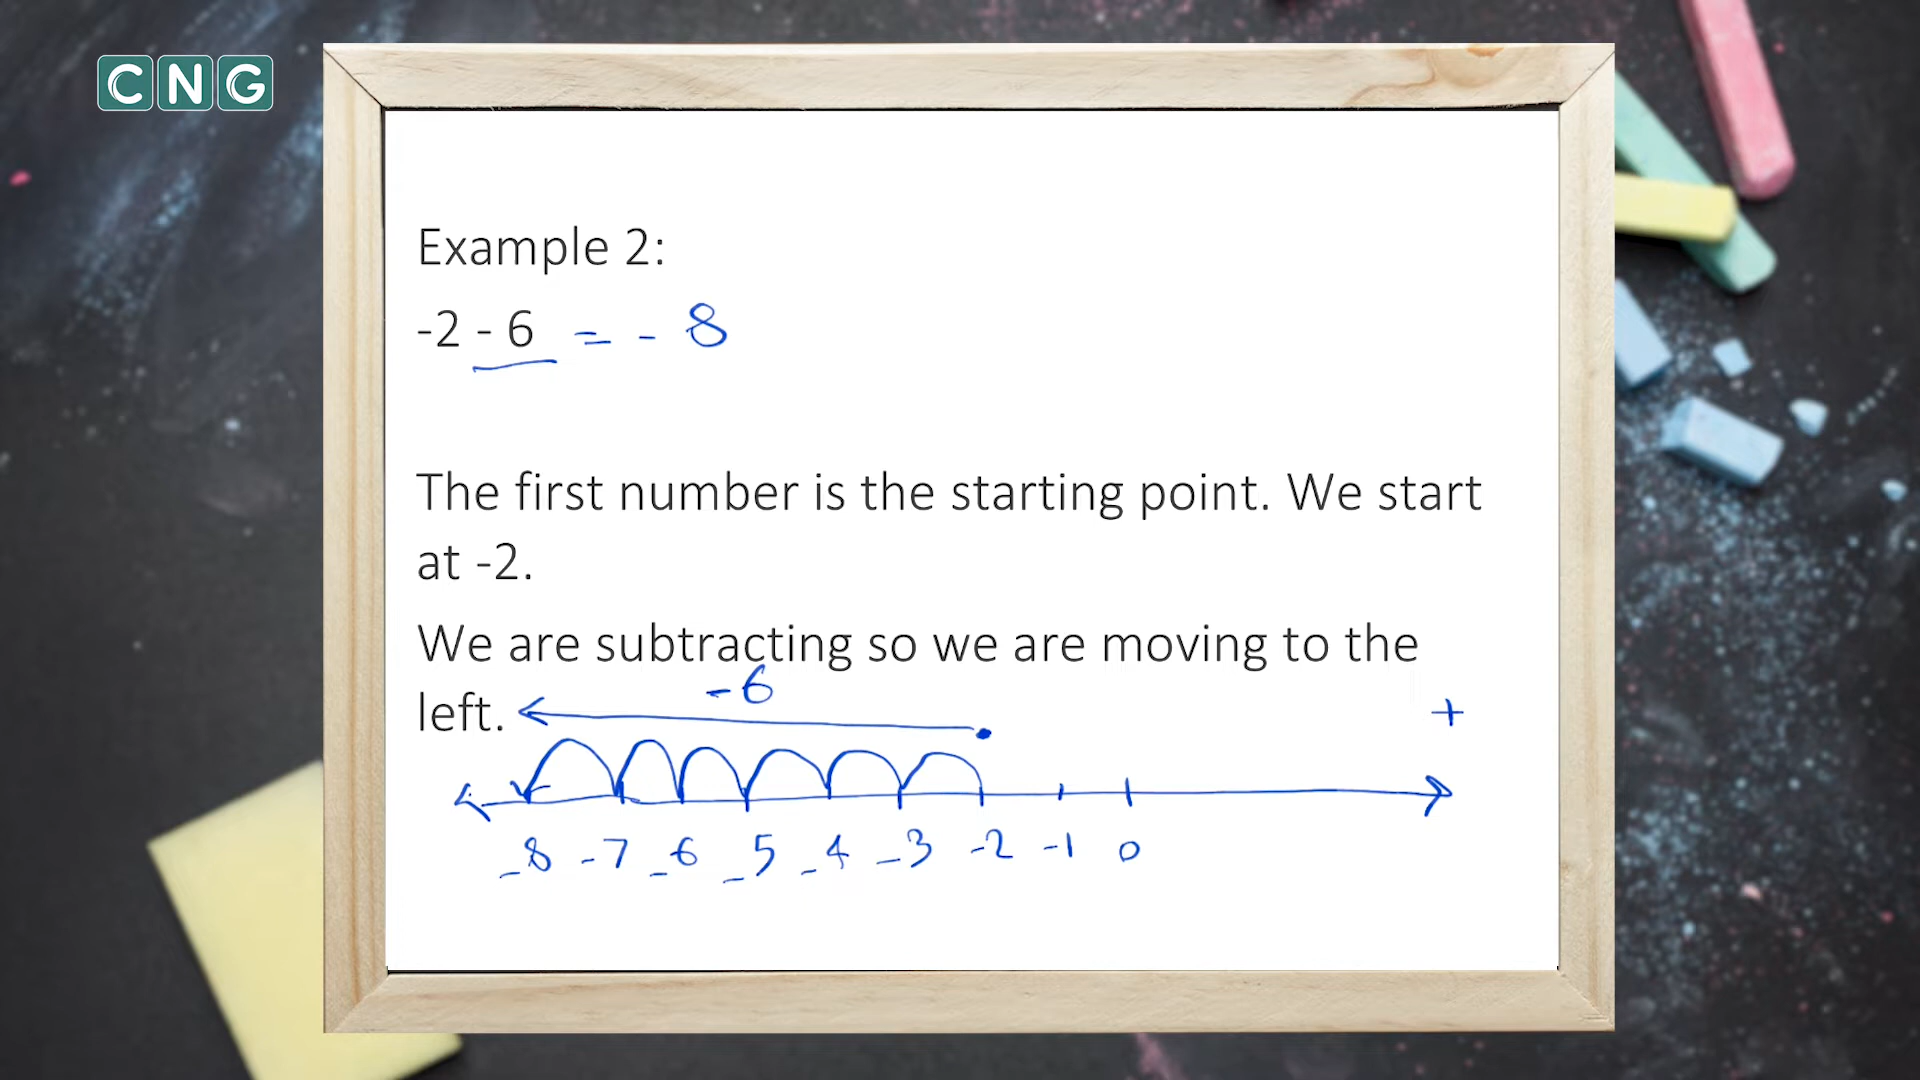 CNG
Example 2:
-2 - 6 = - 8
The first number is the starting point. We start
at -2.
We are subtracting so we are moving to the
left.
-6
+
-8 -7 -6 -5 -4 -3 -2 -1 0